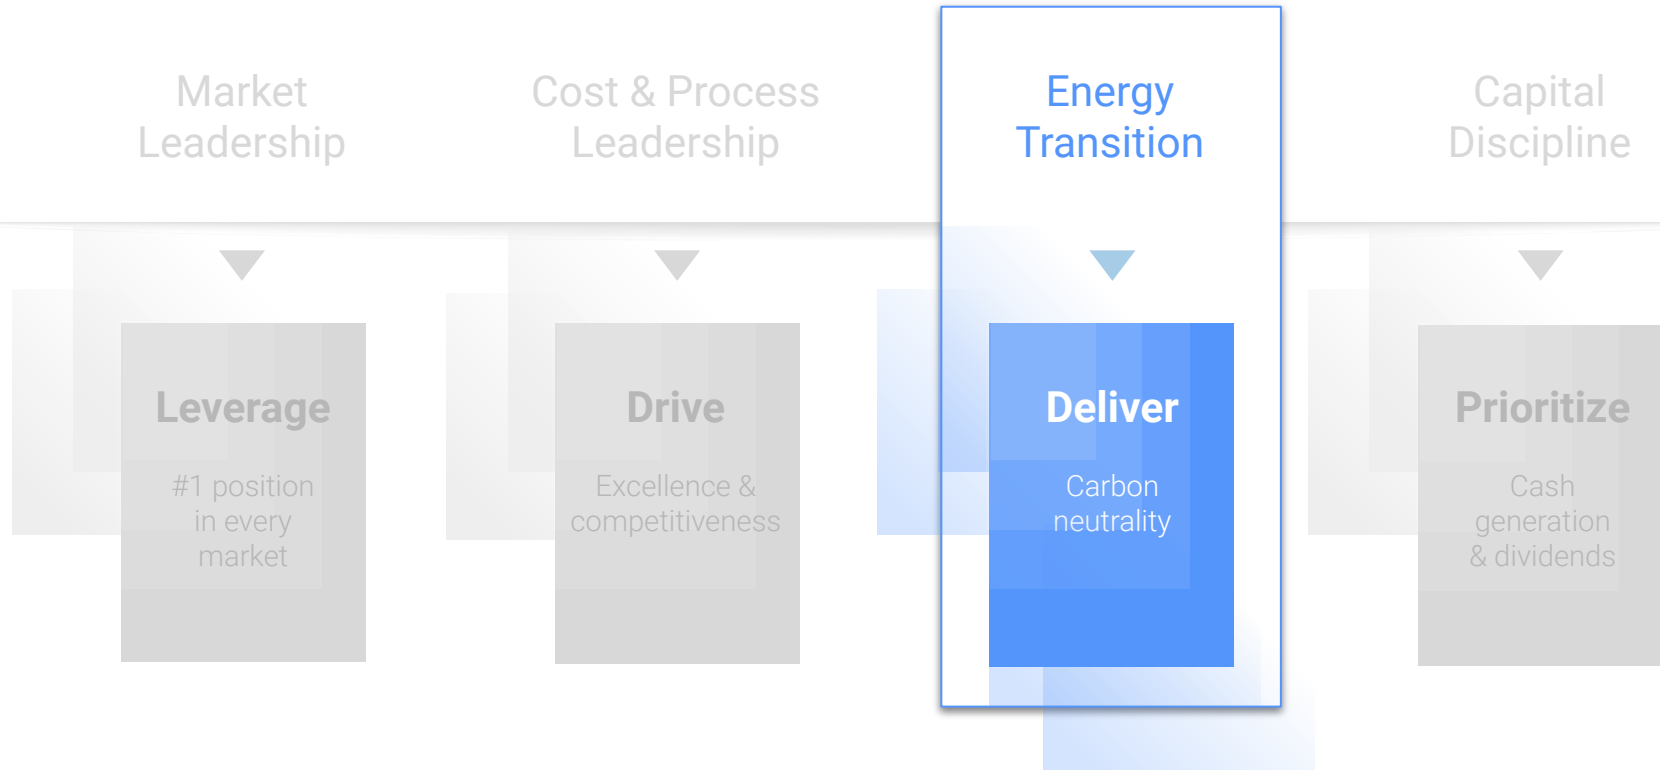 Market
Leadership
Cost & Process
Leadership
Energy
Transition
Capital
Discipline
Leverage
#1 position
in every
market
Drive
Excellence &
competitiveness
Deliver
Carbon
neutrality
Prioritize
Cash
generation
& dividends